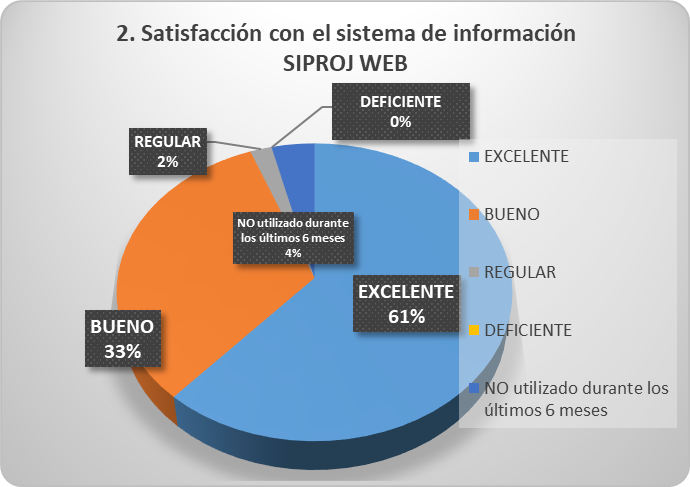 2. Satisfacción con el sistema de información
SIPROJ WEB
DEFICIENTE
0%
REGULAR
2%
NO utilizado durante
los últimos 6 meses
4%
EXCELENTE
61%
BUENO
33%
EXCELENTE
BUENO
REGULAR
DEFICIENTE
NO utilizado durante los
últimos 6 meses